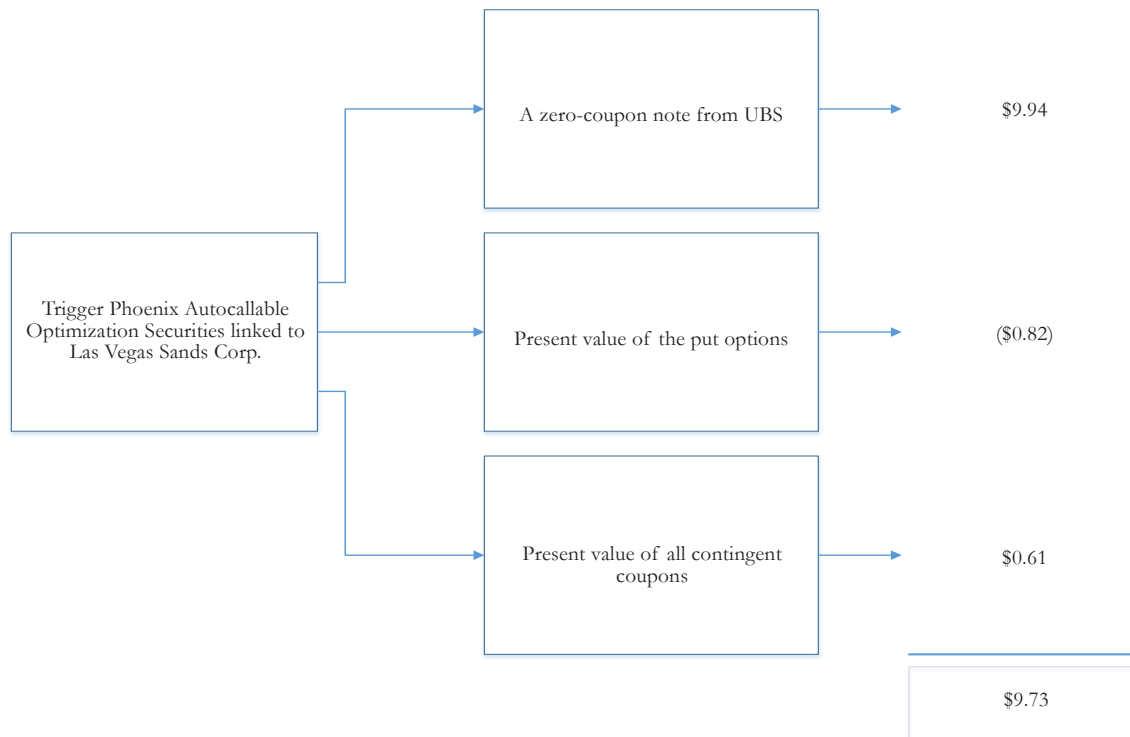 A zero-coupon note from UBS
$9.94
Trigger Phoenix Autocallable
Optimization Securities linked to
Las Vegas Sands Corp.
Present value of the put options
($0.82)
Present value of all contingent
coupons
$0.61
$9.73